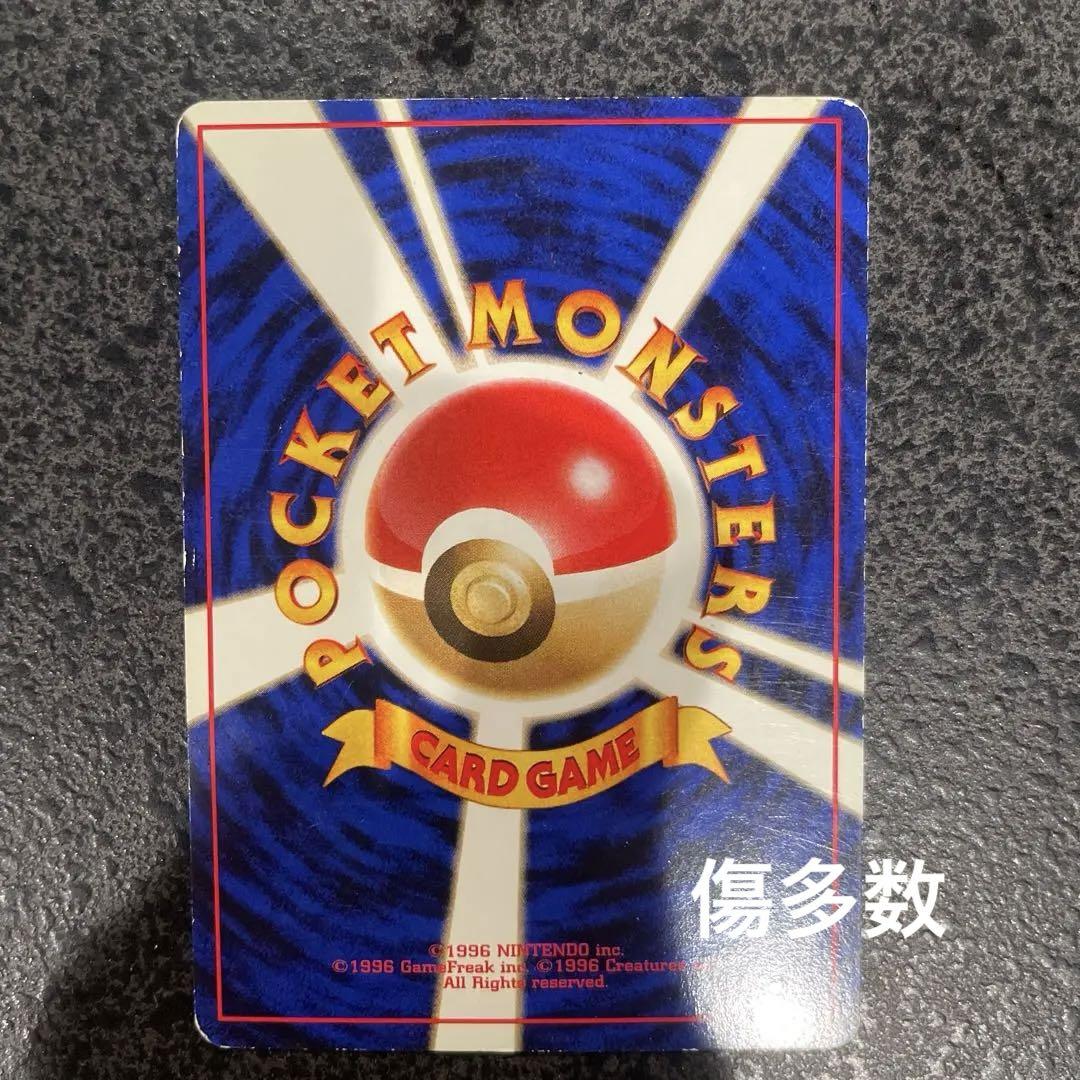 POCKET MONSTERS
CARD GAME
傷多数
©1996 NINTENDO inc.
©1996 GameFreak inc. ©1996 Creatures
All Rights reserved.